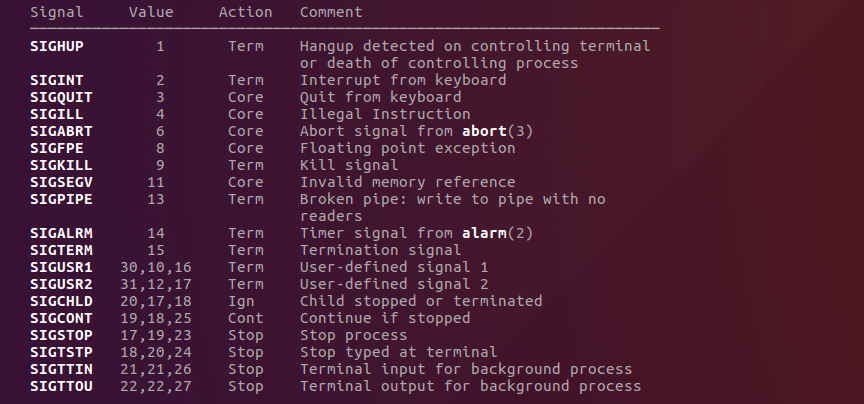 Signal Value Action Comment
SIGHUP 1 Term Hangup detected on controlling terminal
or death of controlling process
SIGINT 2 Term Interrupt from keyboard
SIGQUIT 3 Core Quit from keyboard
SIGILL 4 Core Illegal Instruction
SIGABRT 6 Core Abort signal from abort(3)
SIGFPE 8 Core Floating point exception
SIGKILL 9 Term Kill signal
SIGSEGV 11 Core Invalid memory reference
SIGPIPE 13 Term Broken pipe: write to pipe with no
readers
SIGALRM 14 Term Timer signal from alarm(2)
SIGTERM 15 Term Termination signal
SIGUSR1 30,10,16 Term User-defined signal 1
SIGUSR2 31,12,17 Term User-defined signal 2
SIGCHLD 20,17,18 Ign Child stopped or terminated
SIGCONT 19,18,25 Cont Continue if stopped
SIGSTOP 17,19,23 Stop Stop process
SIGTSTP 18,20,24 Stop Stop typed at terminal
SIGTTIN 21,21,26 Stop Terminal input for background process
SIGTTOU 22,22,27 Stop Terminal output for background process